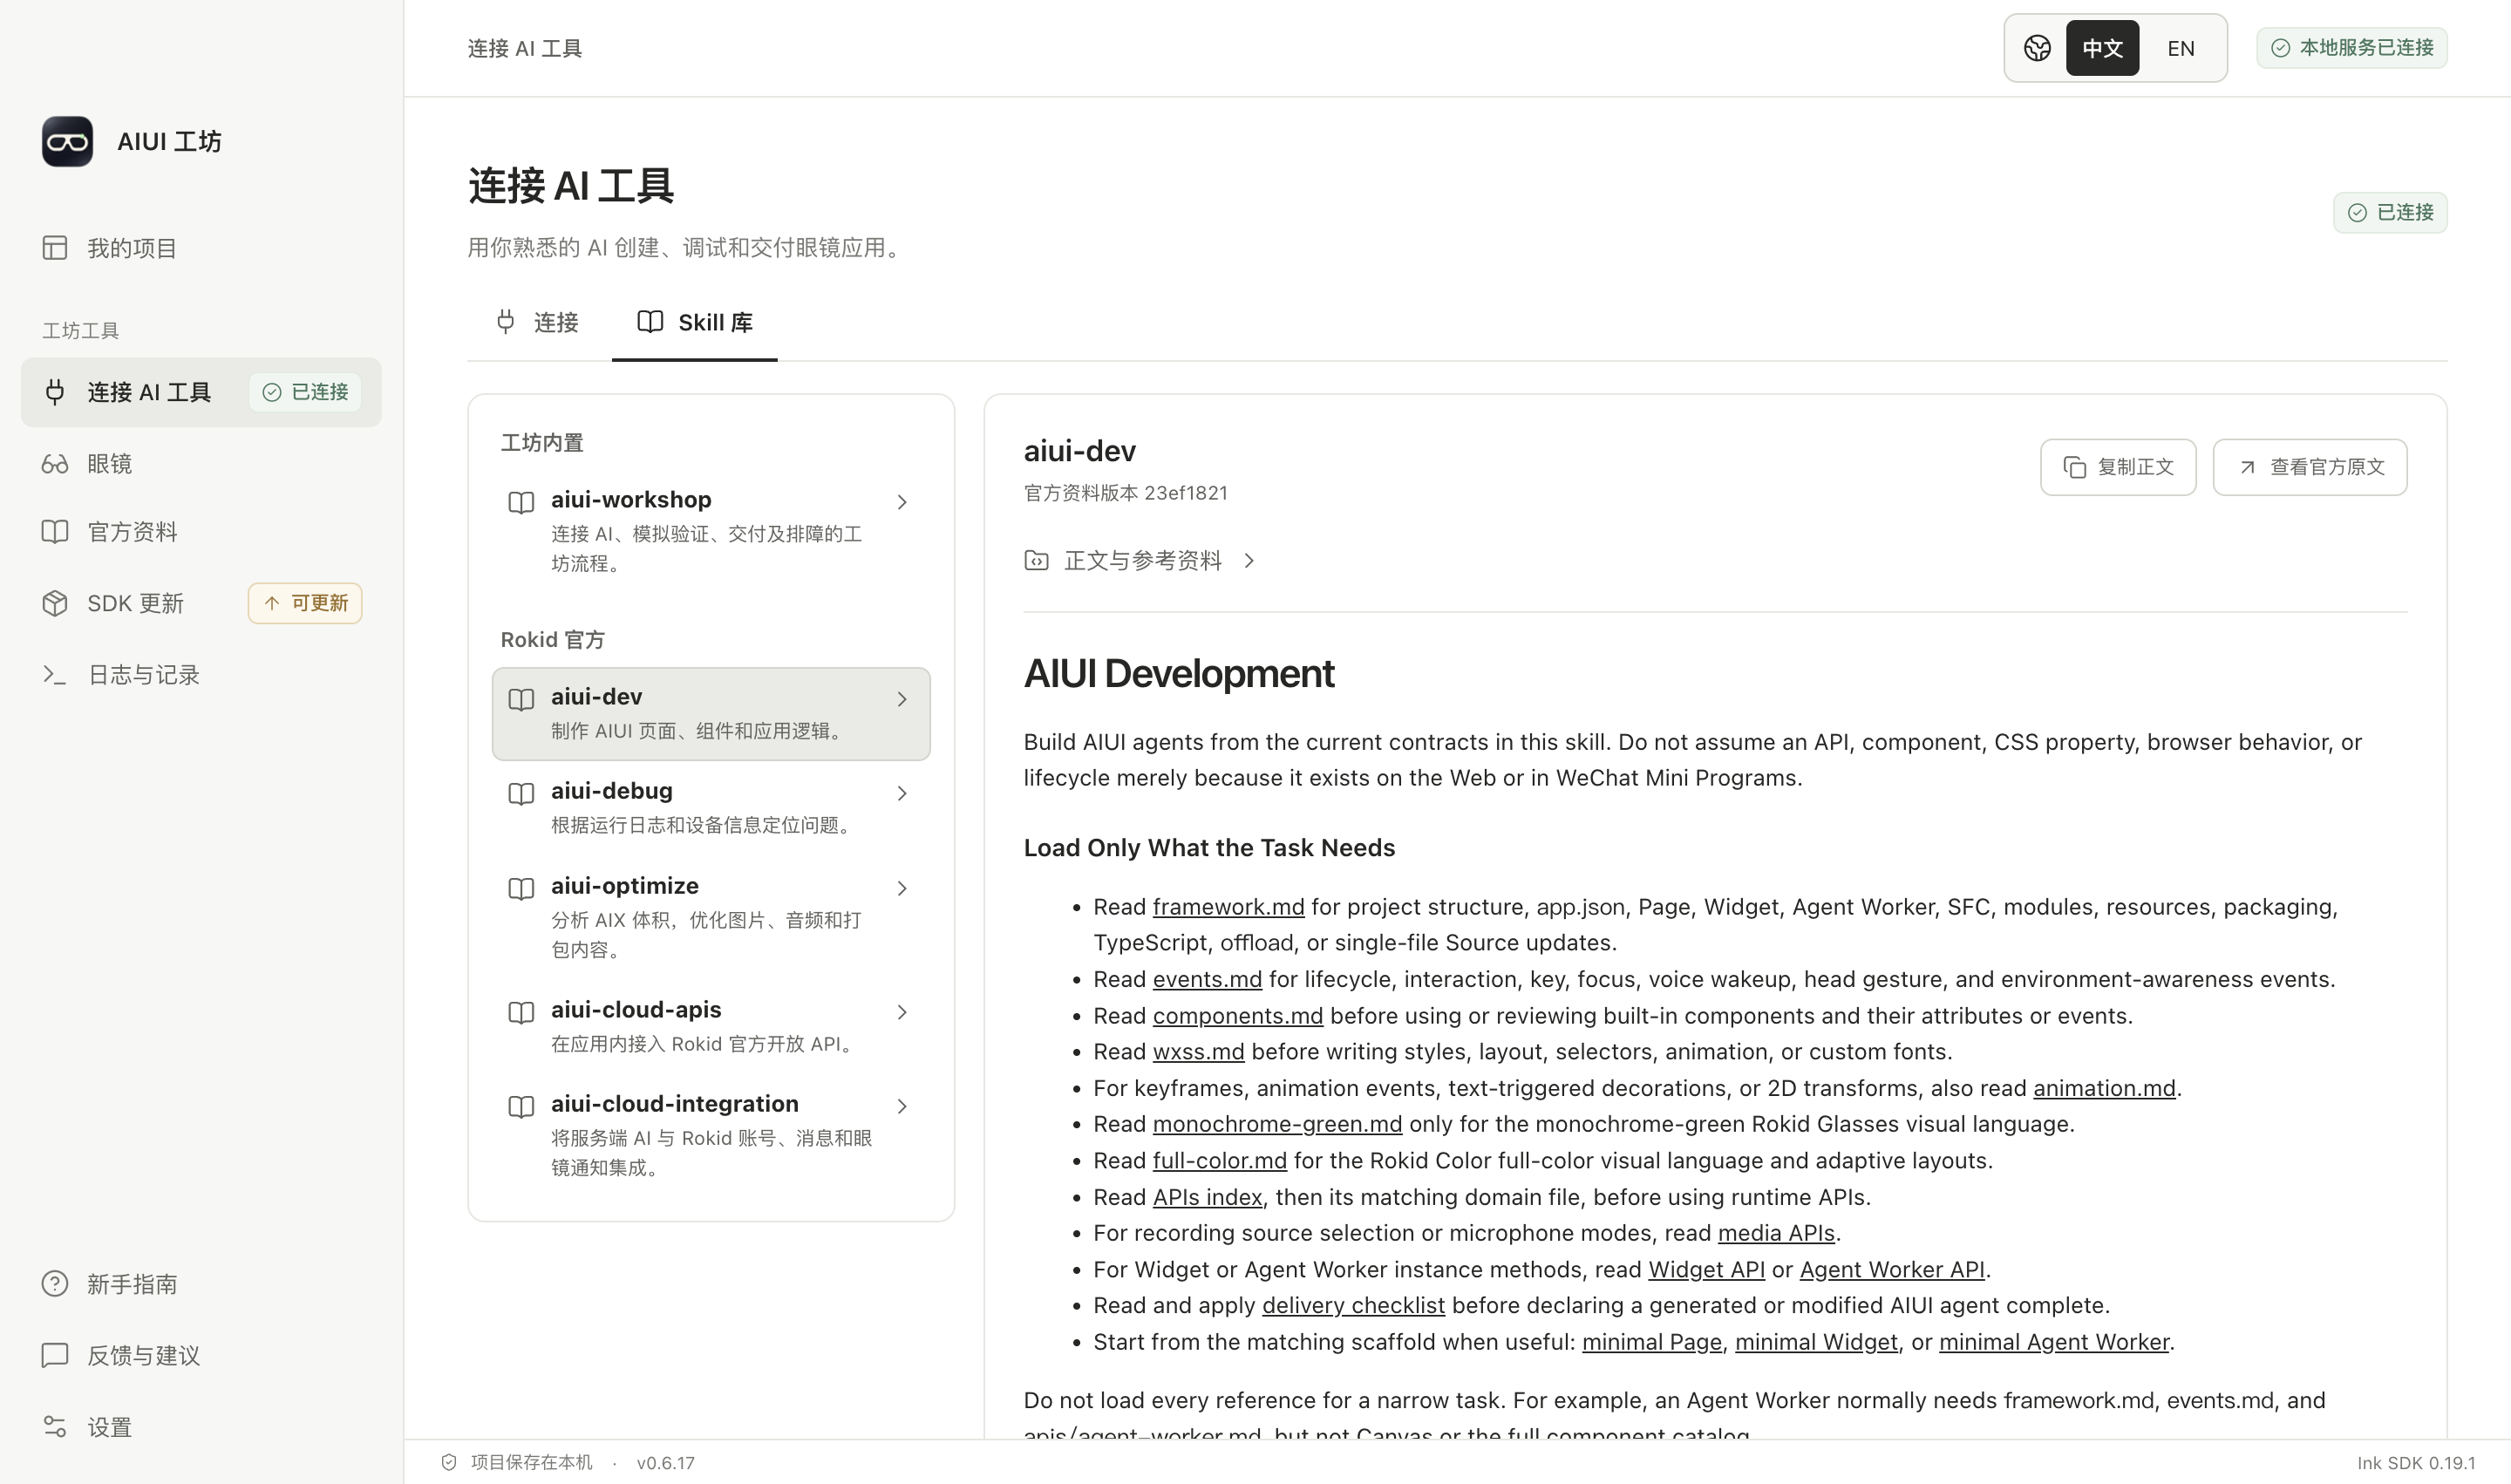 连接 AI 工具
中文
EN
本地服务已连接
AIUI 工坊
我的项目
工坊工具
连接 AI 工具
已连接
眼镜
官方资料
SDK 更新
可更新
日志与记录
新手指南
反馈与建议
设置
连接 AI 工具
已连接
用你熟悉的 AI 创建、调试和交付眼镜应用。
连接
Skill 库
工坊内置
aiui-workshop
连接 AI、模拟验证、交付及排障的工
坊流程。
Rokid 官方
aiui-dev
制作 AIUI 页面、组件和应用逻辑。
aiui-debug
根据运行日志和设备信息定位问题。
aiui-optimize
分析 AIX 体积，优化图片、音频和打
包内容。
aiui-cloud-apis
在应用内接入 Rokid 官方开放 API。
aiui-cloud-integration
将服务端 AI 与 Rokid 账号、消息和眼
镜通知集成。
aiui-dev
官方资料版本 23ef1821
复制正文
查看官方原文
正文与参考资料
AIUI Development
Build AIUI agents from the current contracts in this skill. Do not assume an API, component, CSS property, browser behavior, or
lifecycle merely because it exists on the Web or in WeChat Mini Programs.
Load Only What the Task Needs
• Read framework.md for project structure, app.json, Page, Widget, Agent Worker, SFC, modules, resources, packaging,
TypeScript, offload, or single-file Source updates.
• Read events.md for lifecycle, interaction, key, focus, voice wakeup, head gesture, and environment-awareness events.
• Read components.md before using or reviewing built-in components and their attributes or events.
• Read wxss.md before writing styles, layout, selectors, animation, or custom fonts.
• For keyframes, animation events, text-triggered decorations, or 2D transforms, also read animation.md.
• Read monochrome-green.md only for the monochrome-green Rokid Glasses visual language.
• Read full-color.md for the Rokid Color full-color visual language and adaptive layouts.
• Read APIs index, then its matching domain file, before using runtime APIs.
• For recording source selection or microphone modes, read media APIs.
• For Widget or Agent Worker instance methods, read Widget API or Agent Worker API.
• Read and apply delivery checklist before declaring a generated or modified AIUI agent complete.
• Start from the matching scaffold when useful: minimal Page, minimal Widget, or minimal Agent Worker.
Do not load every reference for a narrow task. For example, an Agent Worker normally needs framework.md, events.md, and
apis/agent-worker.md, but not Canvas or the full component catalog.
项目保存在本机 · v0.6.17
Ink SDK 0.19.1